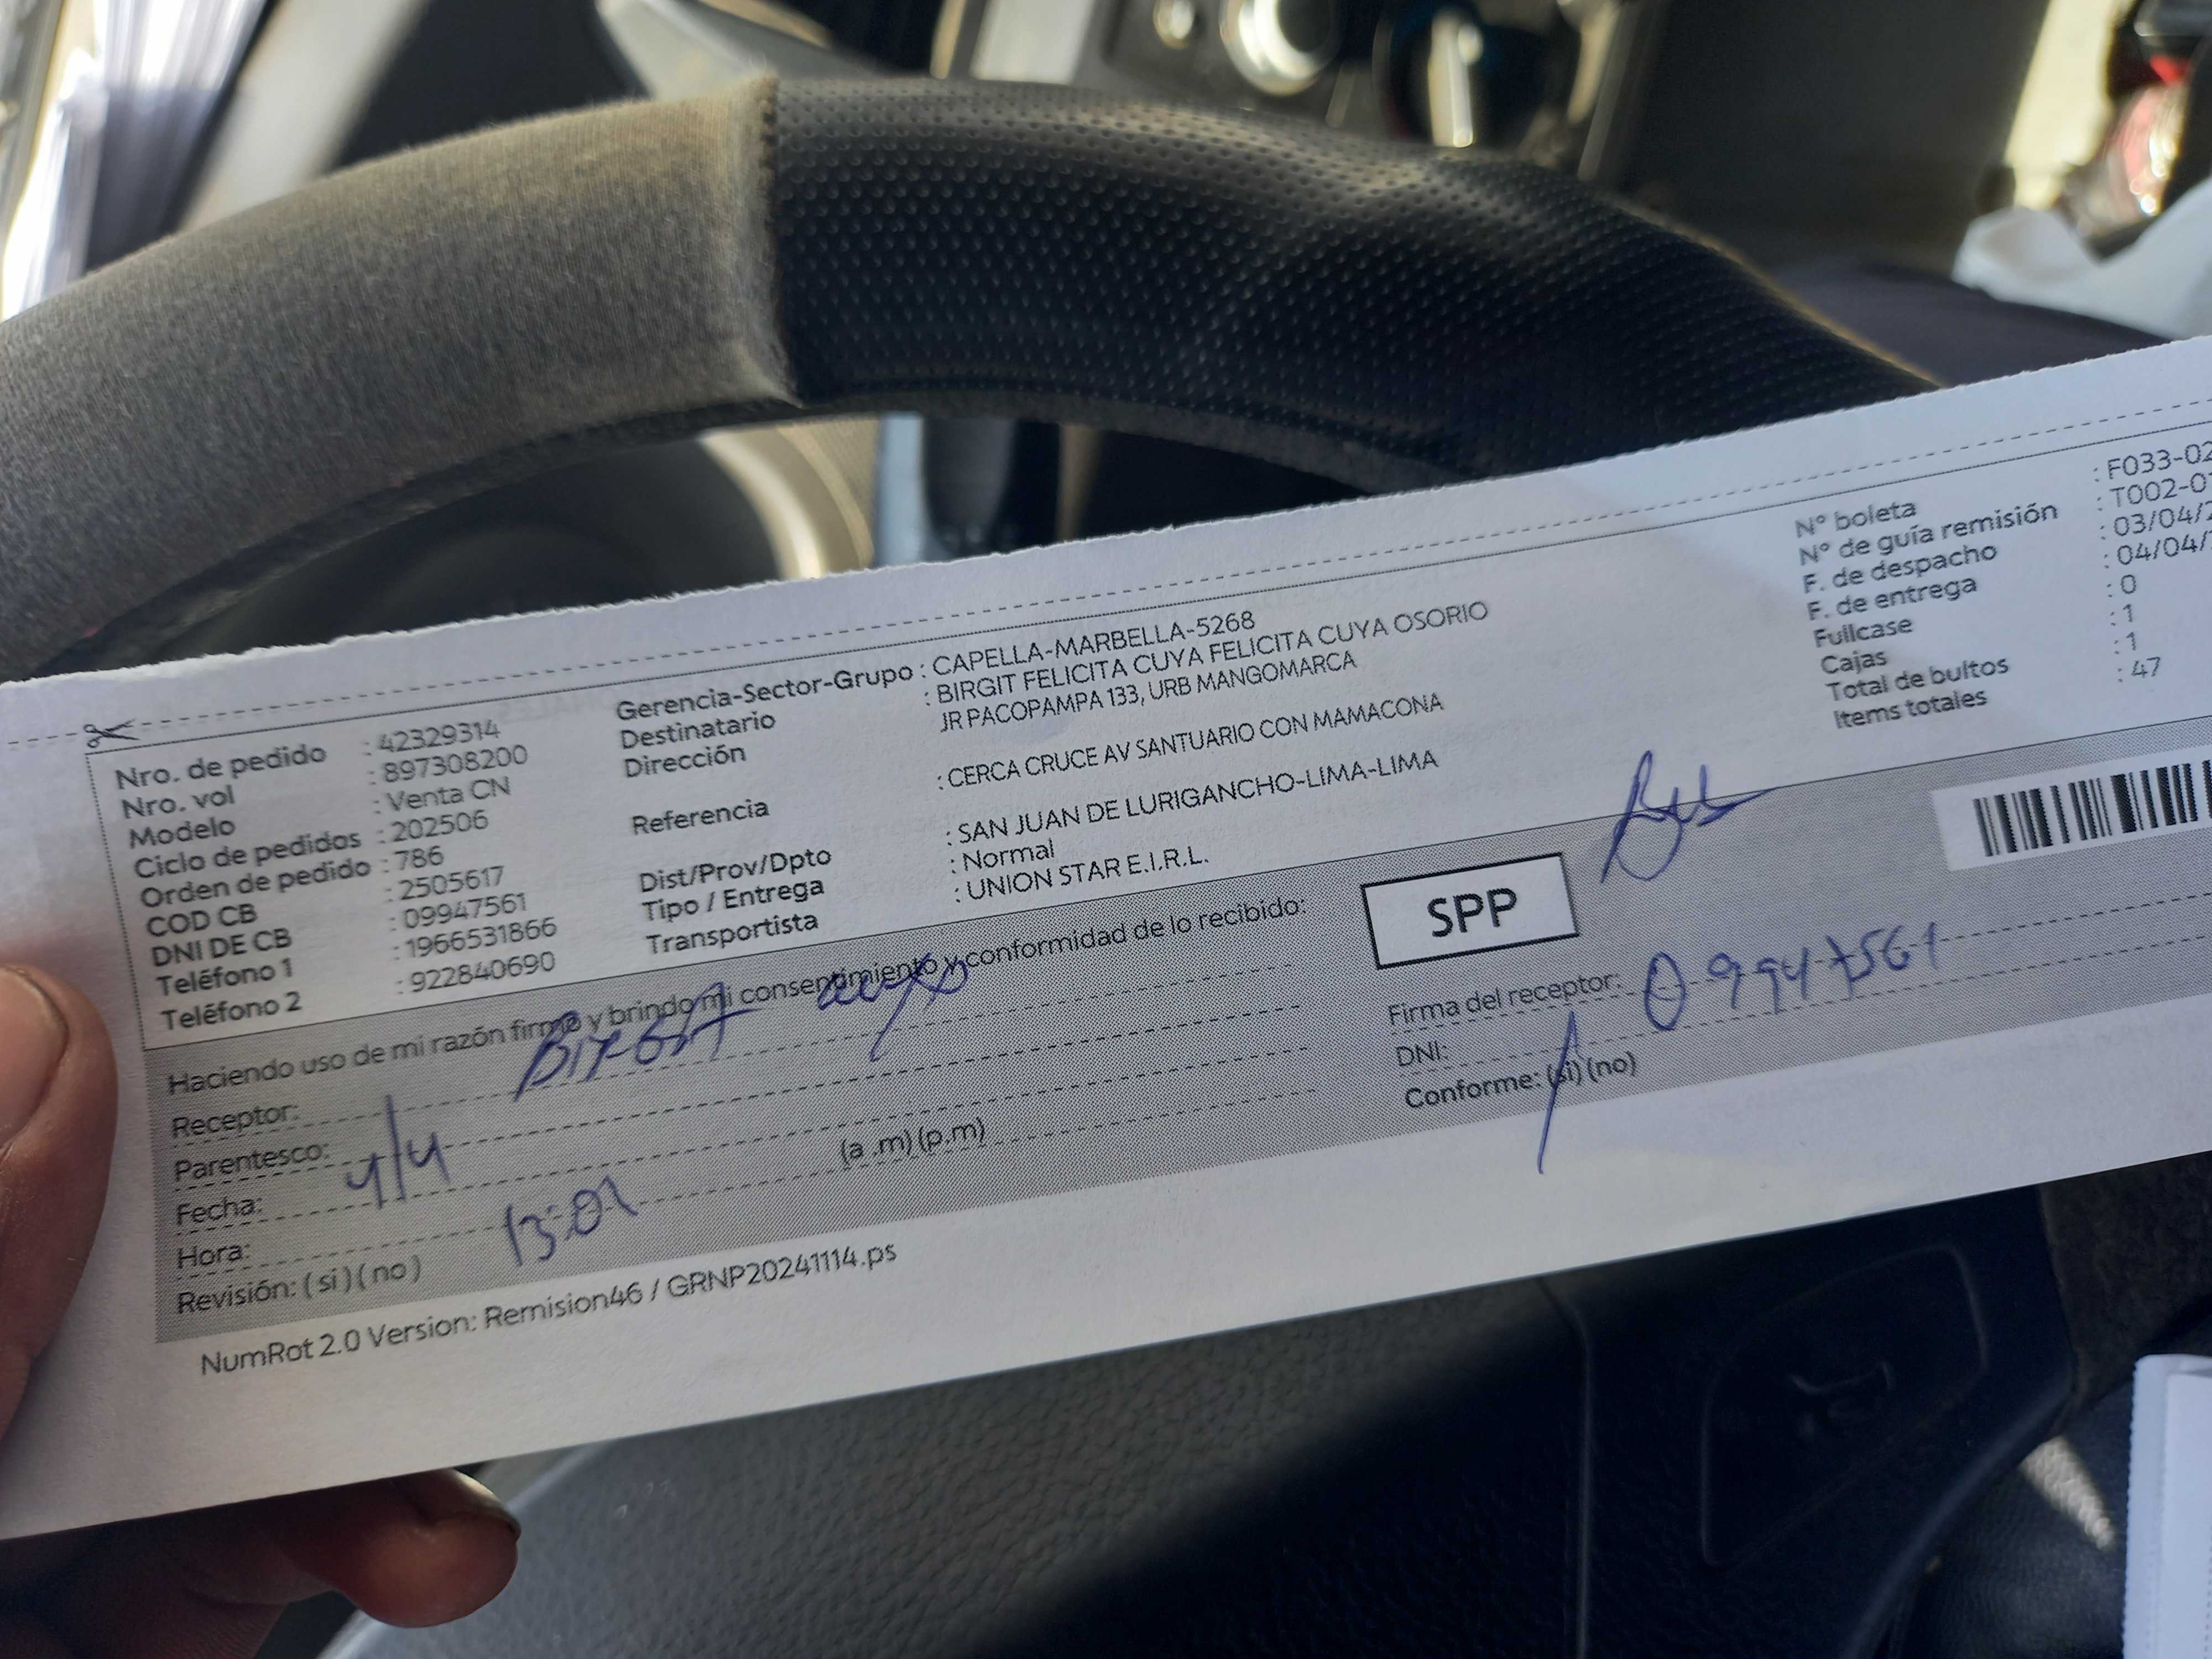 Nro. de pedido : 42329314
Nro. vol : 897308200
Modelo : Venta CN
Ciclo de pedidos : 202506
Orden de pedido : 786
COD CB : 2505617
DNI DE CB : 09947561
Teléfono 1 : 1966531866
Teléfono 2 : 922840690
Gerencia-Sector-Grupo : CAPELLA-MARBELLA-5268
Destinatario : BIRGIT FELICITA CUYA FELICITA CUYA OSORIO
Dirección JR PACOPAMPA 133, URB MANGOMARCA
Referencia : CERCA CRUCE AV SANTUARIO CON MAMACONA
Dist/Prov/Dpto : SAN JUAN DE LURIGANCHO-LIMA-LIMA
Tipo / Entrega : Normal
Transportista : UNION STAR E.I.R.L.
N° boleta : F033-02
N° de guía remisión : T002-0
F. de despacho : 03/04/2
F. de entrega : 04/04/
Fullcase : 0
Cajas : 1
Total de bultos : 1
Items totales : 47
Haciendo uso de mi razón firmo y brindo mi consentimiento y conformidad de lo recibido:
SPP
Receptor:
Parentesco:
Fecha: 4/4
Hora: 13:01 (a .m) (p.m)
Revisión: ( si ) ( no )
Firma del receptor:
DNI: 09947561
Conforme: (si) (no)
NumRot 2.0 Version: Remision46 / GRNP20241114.ps